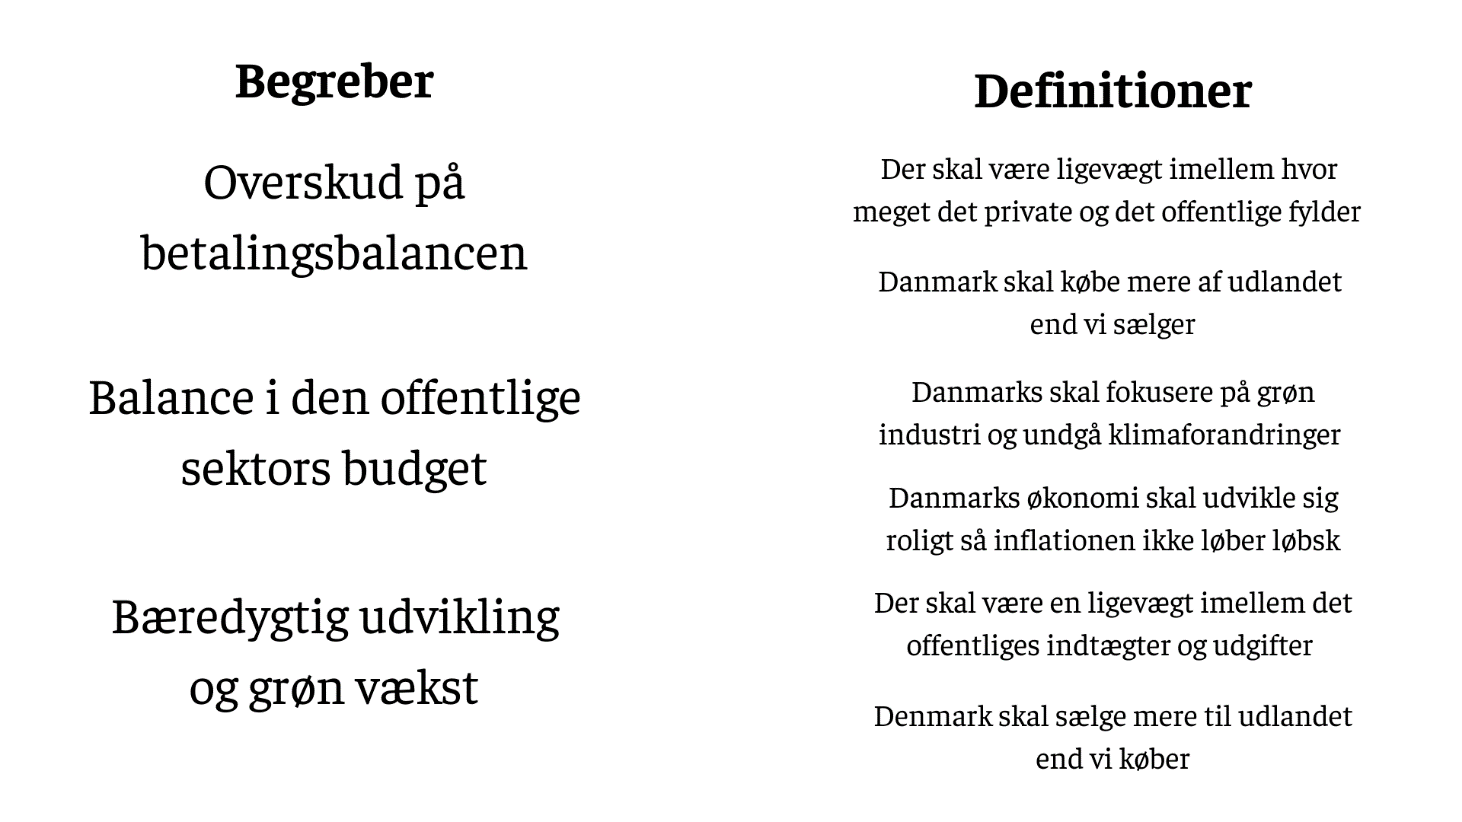 Begreber
Overskud på
betalingsbalancen
Balance i den offentlige
sektors budget
Bæredygtig udvikling
og grøn vækst
Definitioner
Der skal være ligevægt imellem hvor
meget det private og det offentlige fylder
Danmark skal købe mere af udlandet
end vi sælger
Danmarks skal fokusere på grøn
industri og undgå klimaforandringer
Danmarks økonomi skal udvikle sig
roligt så inflationen ikke løber løbsk
Der skal være en ligevægt imellem det
offentliges indtægter og udgifter
Denmark skal sælge mere til udlandet
end vi køber